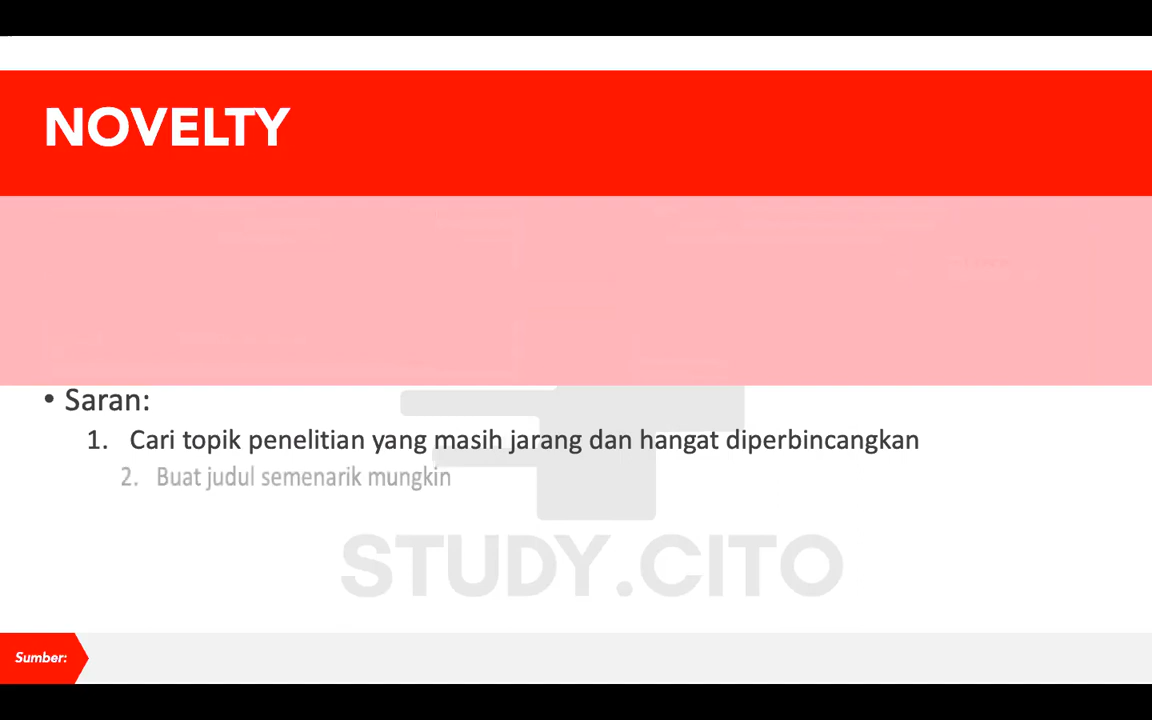 NOVELTY
• Saran:
1. Cari topik penelitian yang masih jarang dan hangat diperbincangkan
2. Buat judul semenarik mungkin
STUDY.CITO
Sumber: